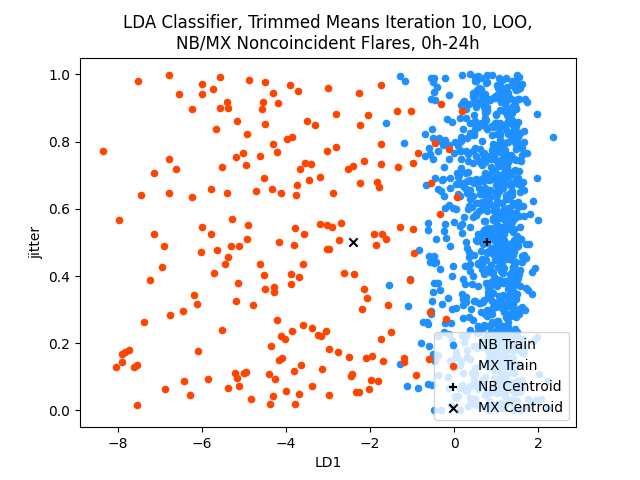 LDA Classifier, Trimmed Means Iteration 10, LOO,
NB/MX Noncoincident Flares, 0h-24h
1.0
0.8
0.6
0.4
0.2
0.0
jitter
NB Train
MX Train
NB Centroid
MX Centroid
−8 −6 −4 −2 0 2
LD1